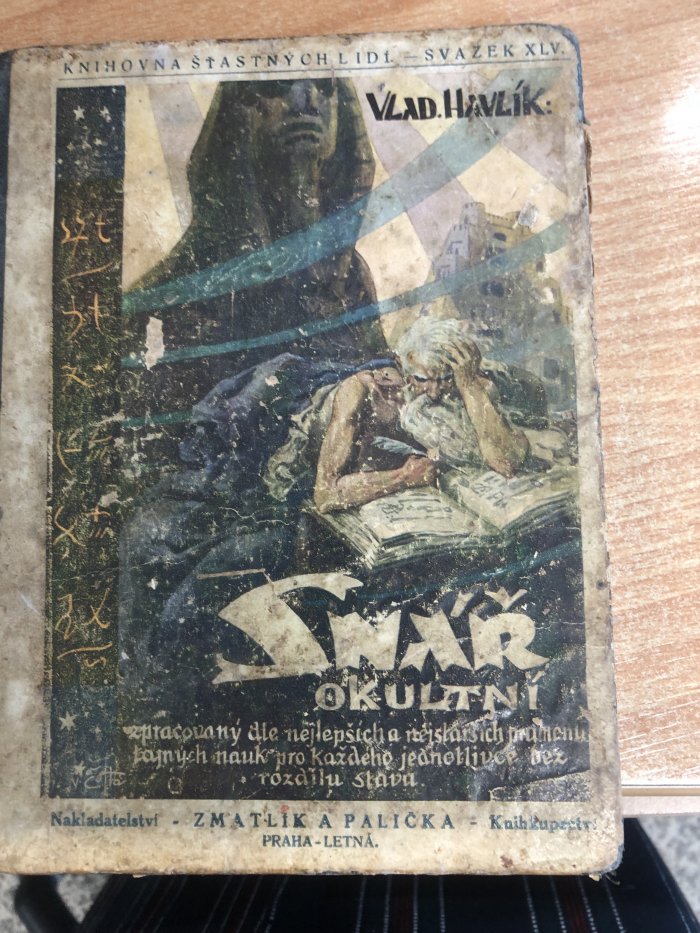 KNIHOVNA ŠŤASTNÝCH LIDÍ. — SVAZEK XLV.
VLAD. HAVLÍK:
SNÁŘ
OKULTNÍ
zpracovaný dle nejlepších a nejstarších pramenů
tajných nauk pro každého jednotlivce bez
rozdílu stavu.
Nakladatelství - ZMATLÍK A PALIČKA - Knihkupectví
PRAHA-LETNÁ.